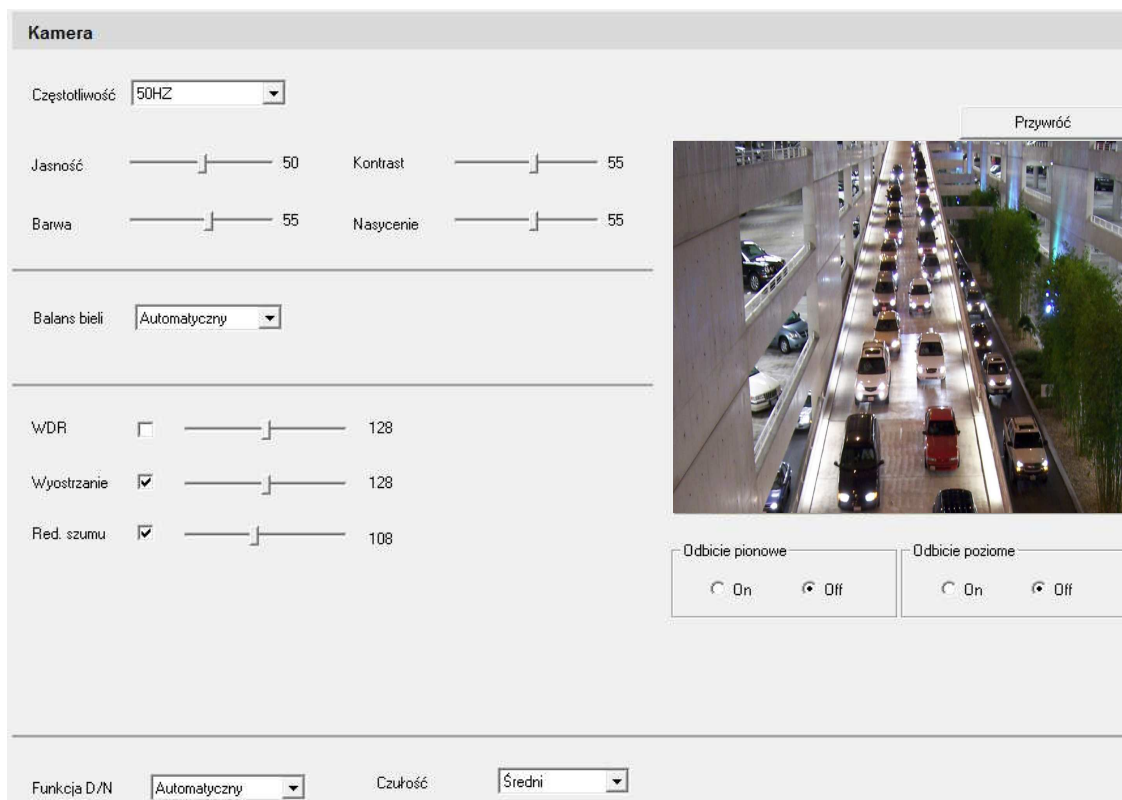 Kamera
Częstotliwość 50HZ
Przywróć
Jasność 50 Kontrast 55
Barwa 55 Nasycenie 55
Balans bieli Automatyczny
WDR 128
Wyostrzanie 128
Red. szumu 108
Odbicie pionowe Odbicie poziome
On Off On Off
Funkcja D/N Automatyczny Czułość Średni